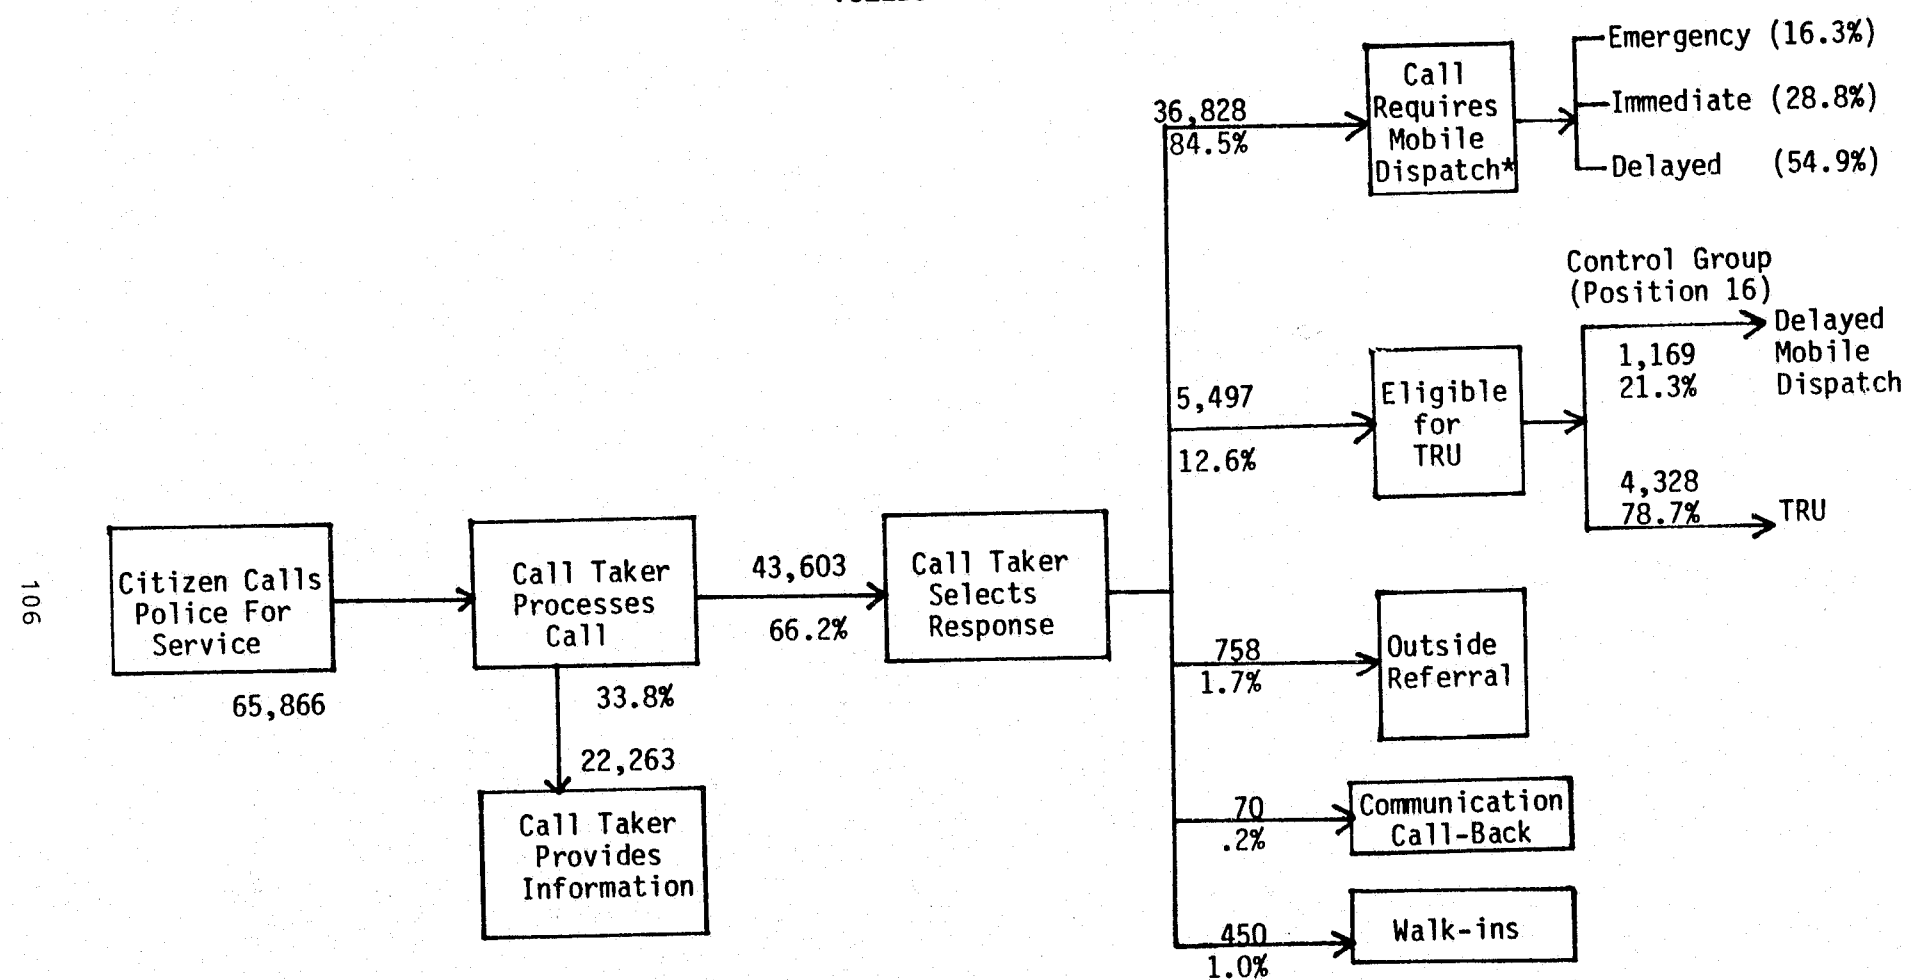 Citizen Calls
Police For
Service
65,866
Call Taker
Processes
Call
33.8%
22,263
Call Taker
Provides
Information
43,603
66.2%
Call Taker
Selects
Response
36,828
84.5%
Call
Requires
Mobile
Dispatch*
Emergency (16.3%)
Immediate (28.8%)
Delayed (54.9%)
5,497
12.6%
Eligible
for
TRU
Control Group
(Position 16)
1,169
21.3%
Delayed
Mobile
Dispatch
4,328
78.7%
TRU
758
1.7%
Outside
Referral
70
.2%
Communication
Call-Back
450
1.0%
Walk-ins
106